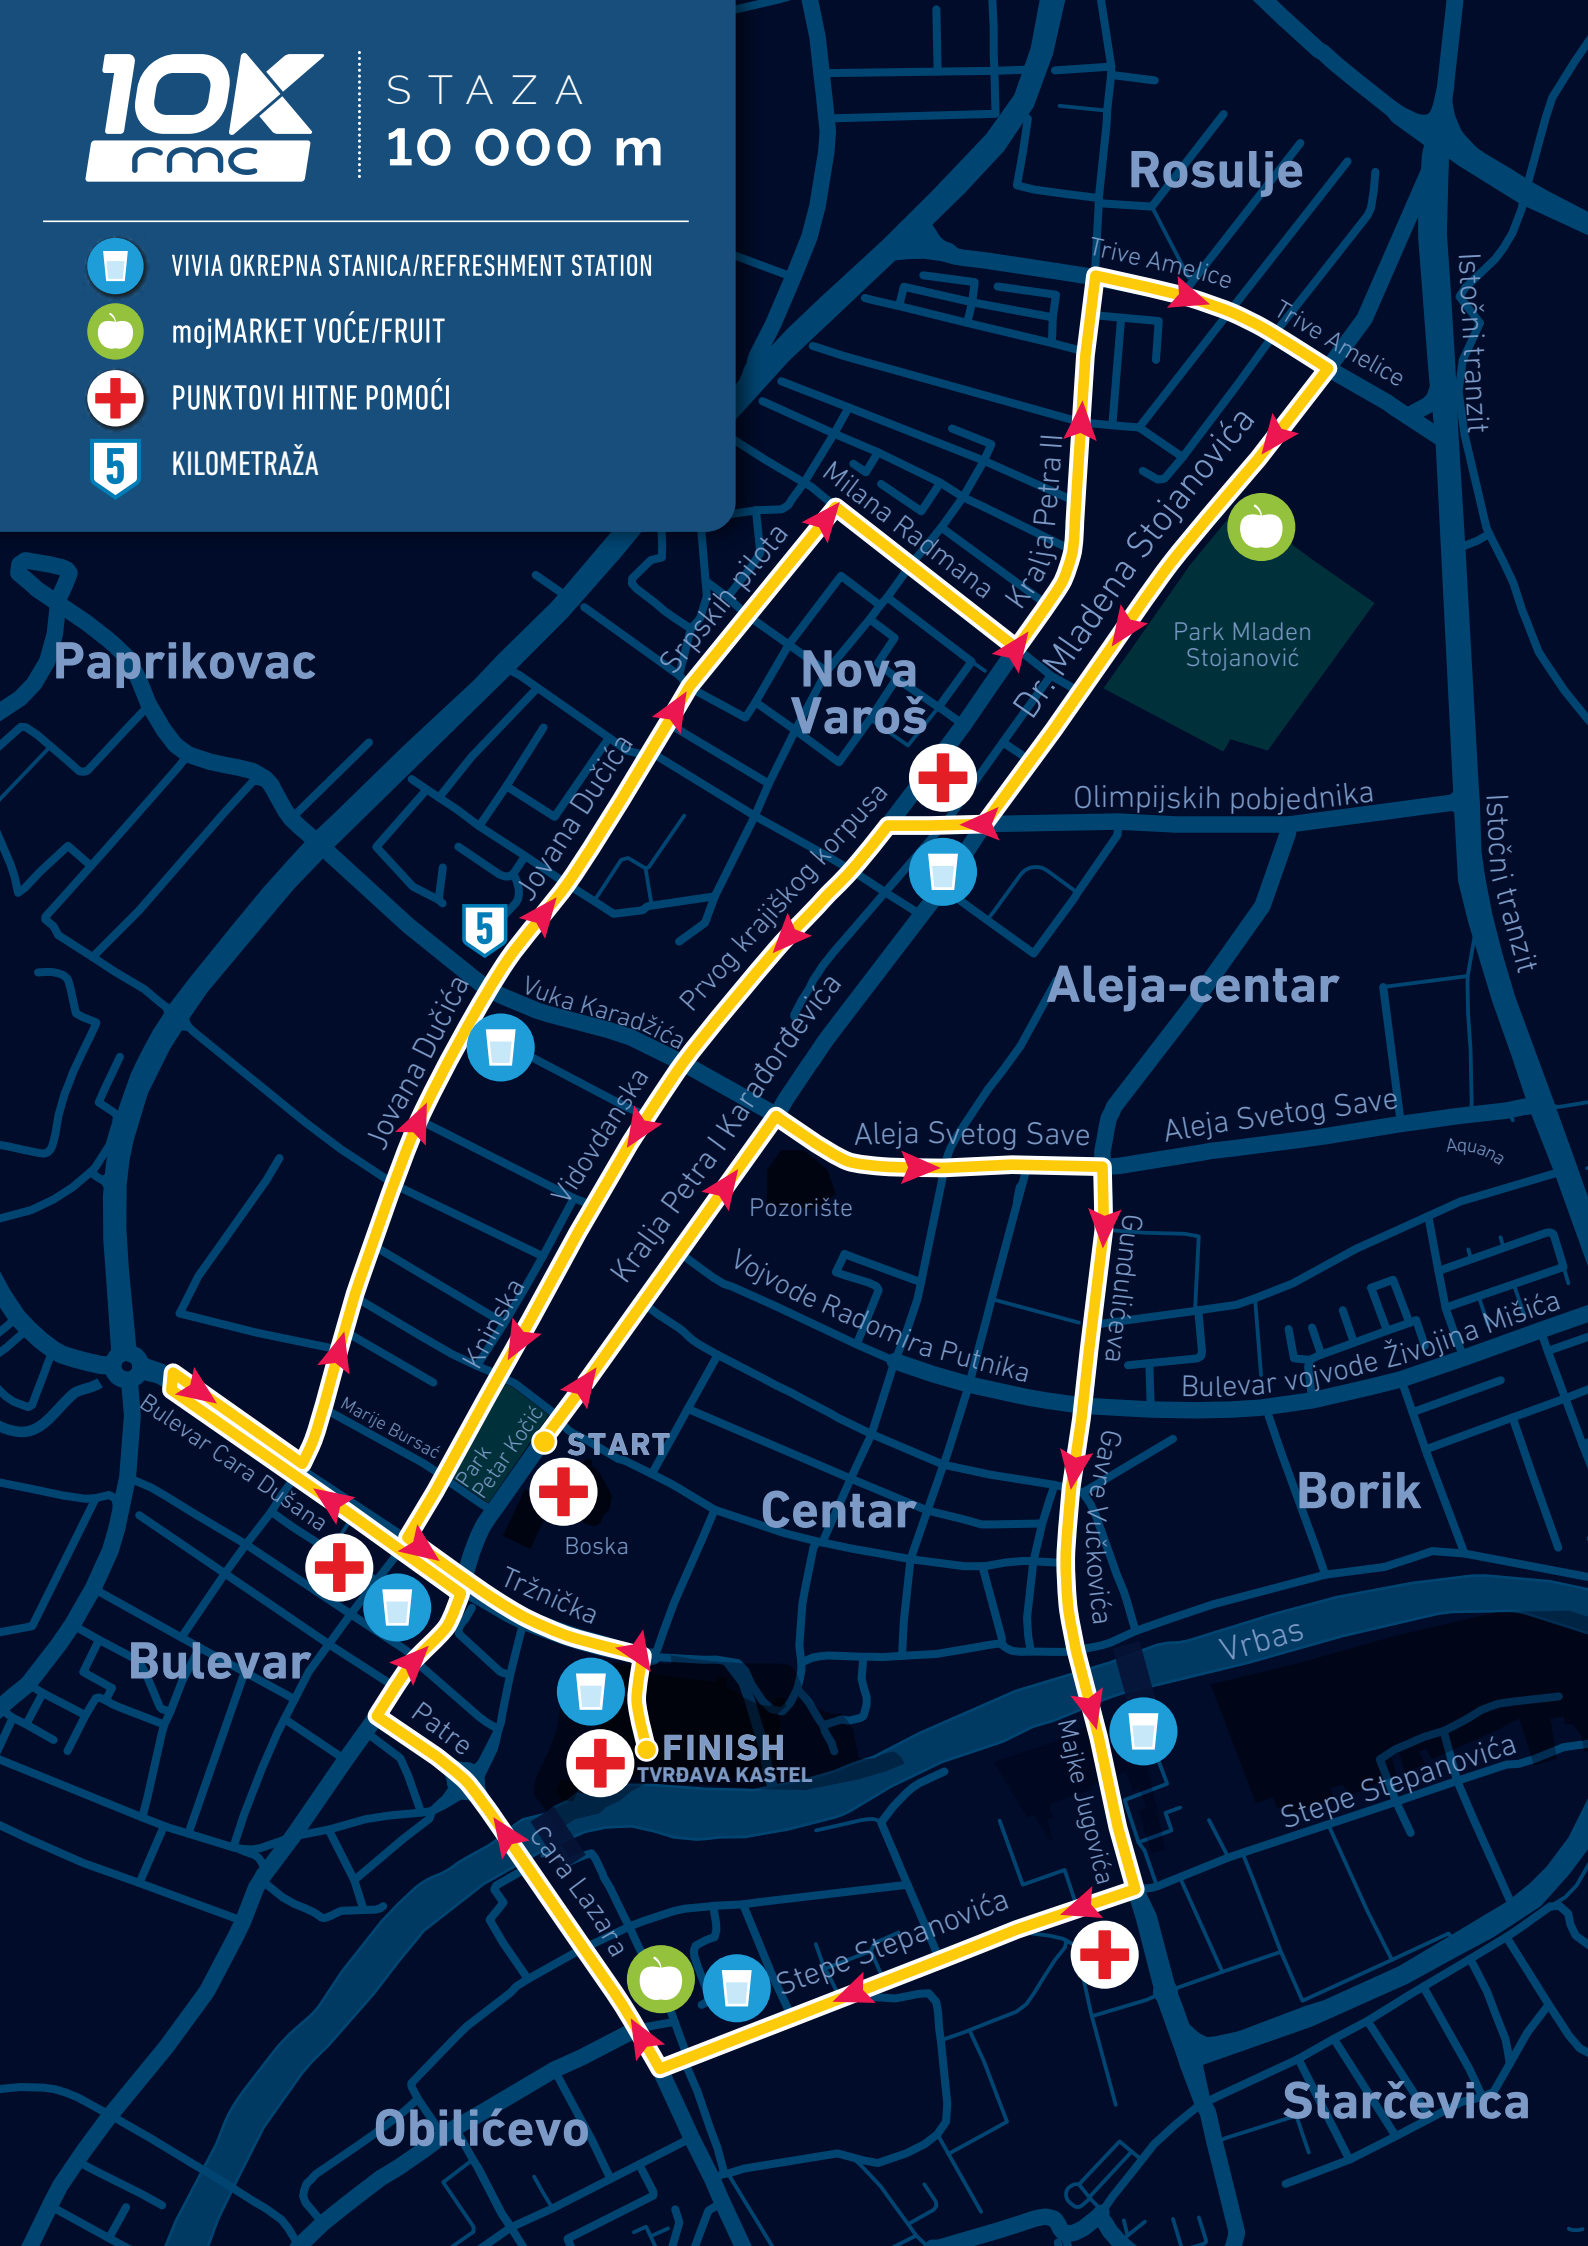 10K
rmc
STAZA
10 000 m
VIVIA OKREPNA STANICA/REFRESHMENT STATION
mojMARKET VOĆE/FRUIT
PUNKTOVI HITNE POMOĆI
5
KILOMETRAŽA
Rosulje
Trive Amelice
Trive Amelice
Istočni tranzit
Milana Radmana
Kralja Petra II
Dr. Mladena Stojanovića
Srpskih pilota
Park Mladen
Stojanović
Paprikovac
Nova
Varoš
Jovana Dučića
Olimpijskih pobjednika
Istočni tranzit
Prvog krajiškog korpusa
5
Vuka Karadžića
Aleja-centar
Jovana Dučića
Kralja Petra I Karađorđevića
Vidovdanska
Aleja Svetog Save
Aleja Svetog Save
Aquana
Pozorište
Gundulićeva
Vojvode Radomira Putnika
Kninska
Bulevar vojvode Živojina Mišića
Marije Bursać
Bulevar Cara Dušana
Park
Petar Kočić
START
Gavre Vučkovića
Borik
Centar
Boska
Tržnička
Bulevar
Vrbas
Patre
FINISH
TVRĐAVA KASTEL
Majke Jugovića
Stepe Stepanovića
Cara Lazara
Stepe Stepanovića
Starčevica
Obilićevo